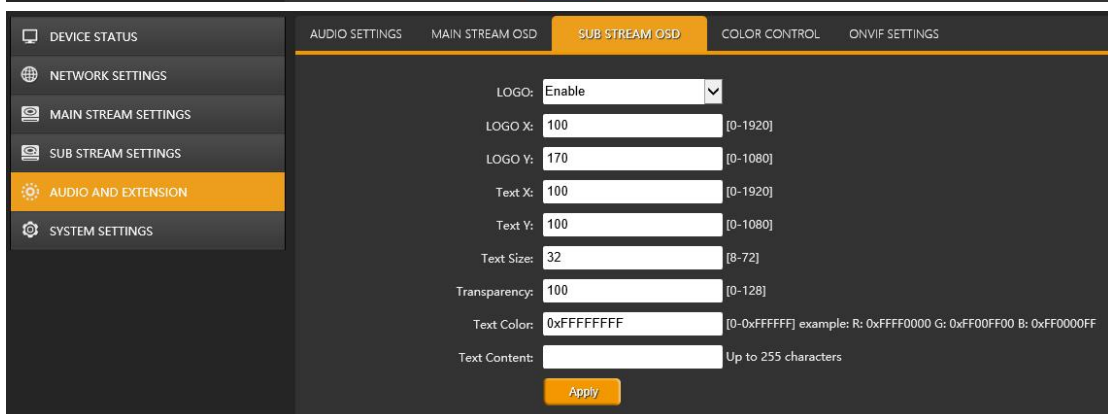 DEVICE STATUS
NETWORK SETTINGS
MAIN STREAM SETTINGS
SUB STREAM SETTINGS
AUDIO AND EXTENSION
SYSTEM SETTINGS
AUDIO SETTINGS MAIN STREAM OSD SUB STREAM OSD COLOR CONTROL ONVIF SETTINGS
LOGO: Enable
LOGO X: 100 [0-1920]
LOGO Y: 170 [0-1080]
Text X: 100 [0-1920]
Text Y: 100 [0-1080]
Text Size: 32 [8-72]
Transparency: 100 [0-128]
Text Color: 0xFFFFFFFF [0-0xFFFFFF] example: R: 0xFFFF0000 G: 0xFF00FF00 B: 0xFF0000FF
Text Content: Up to 255 characters
Apply